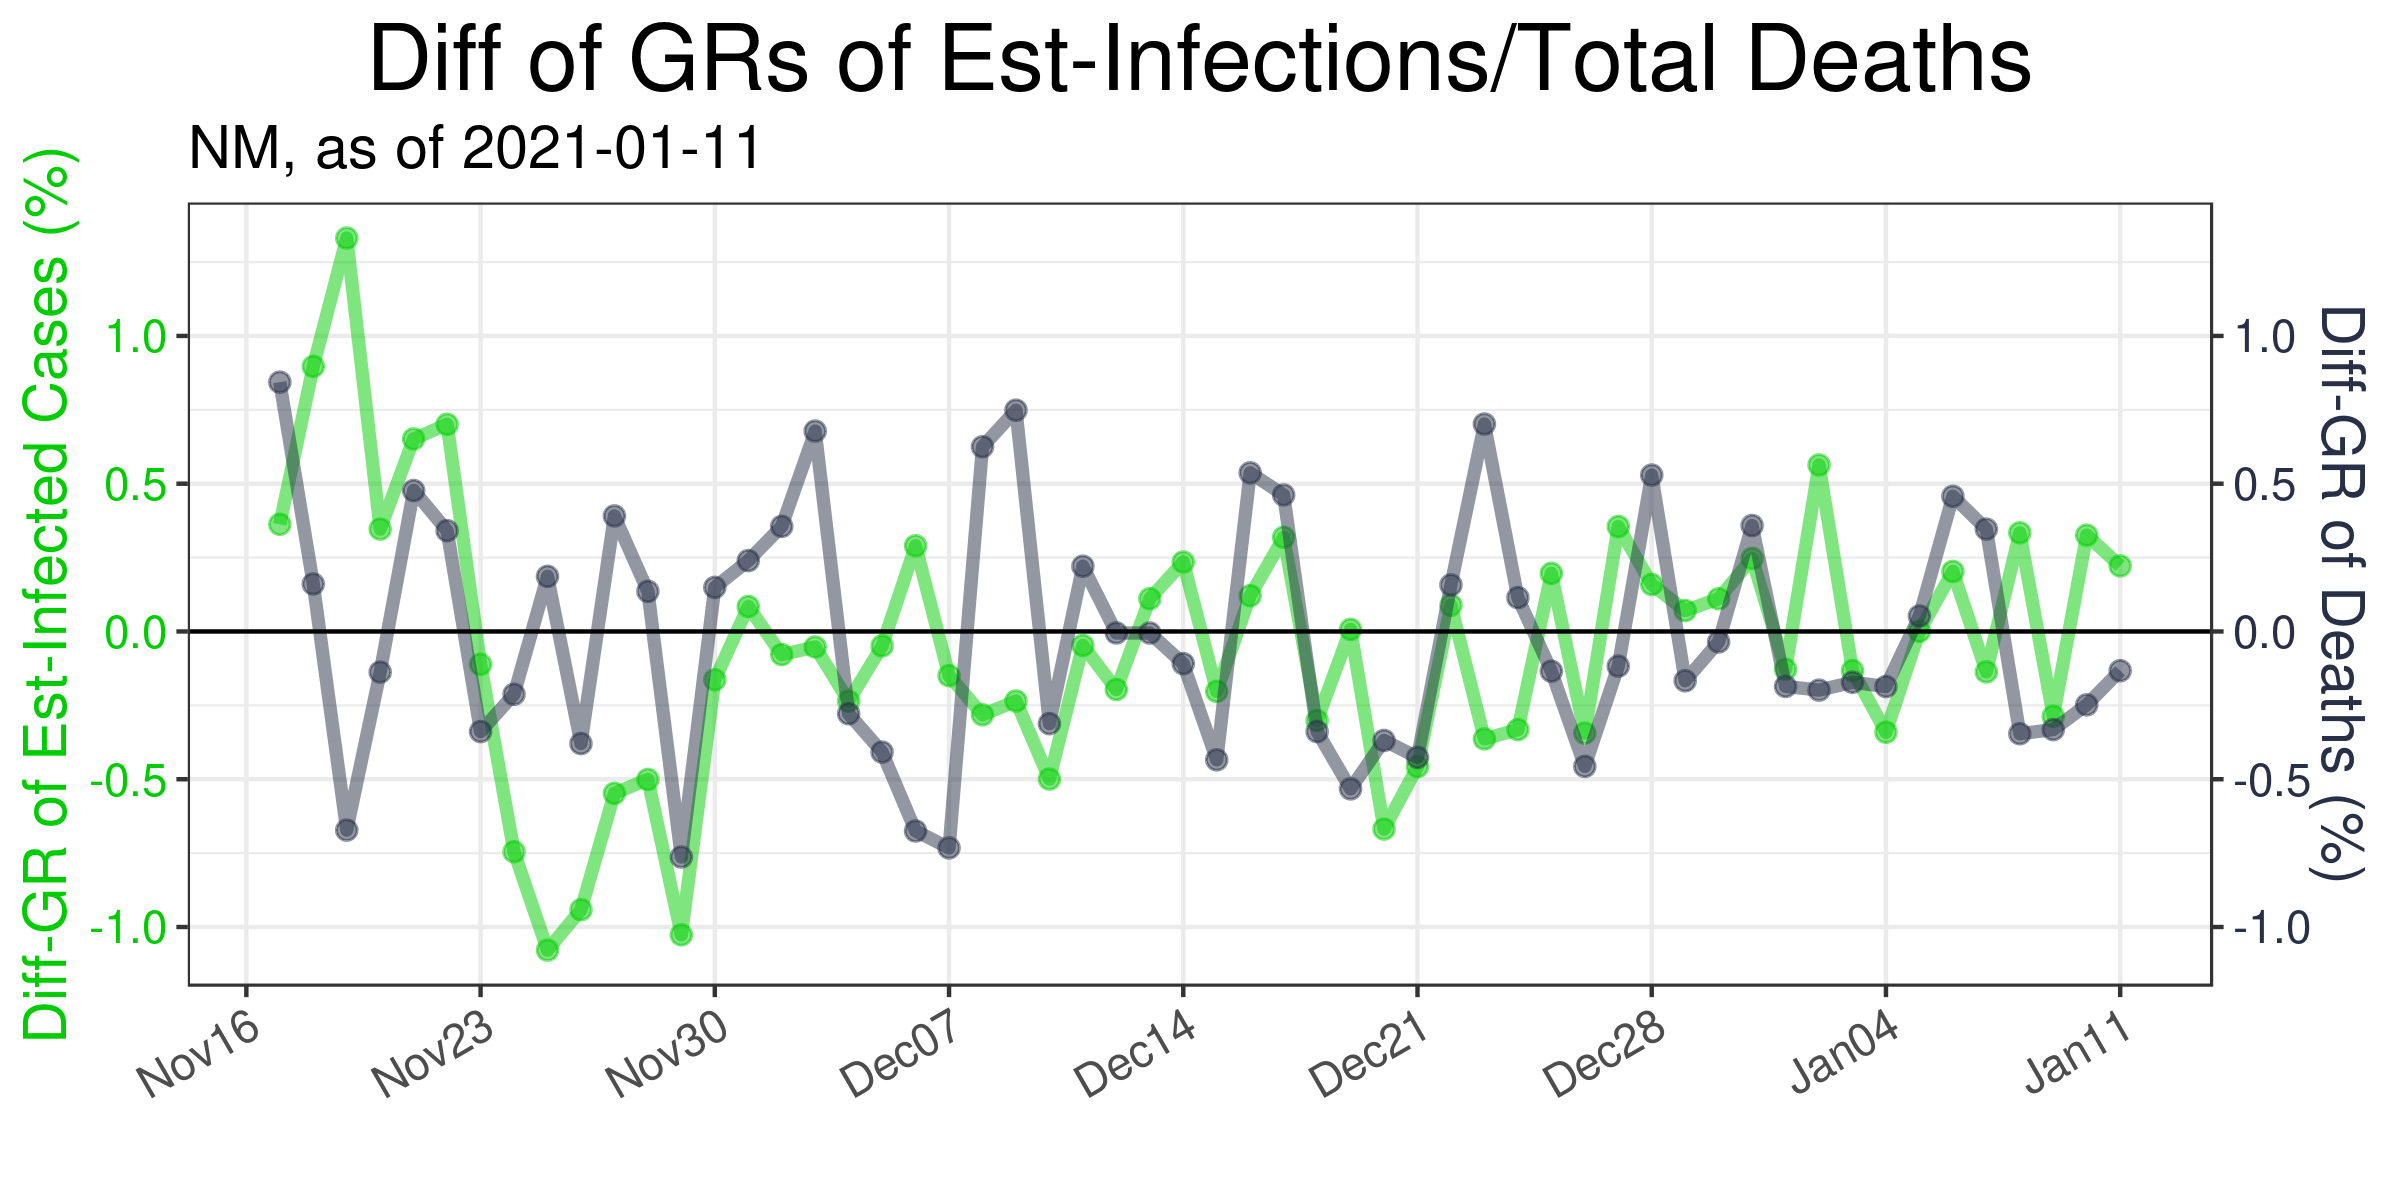 Diff of GRs of Est-Infections/Total Deaths
NM, as of 2021-01-11
Diff-GR of Est-Infected Cases (%)
1.0
0.5
0.0
-0.5
-1.0
1.0
0.5
0.0
-0.5
-1.0
Diff-GR of Deaths (%)
Nov16
Nov23
Nov30
Dec07
Dec14
Dec21
Dec28
Jan04
Jan11